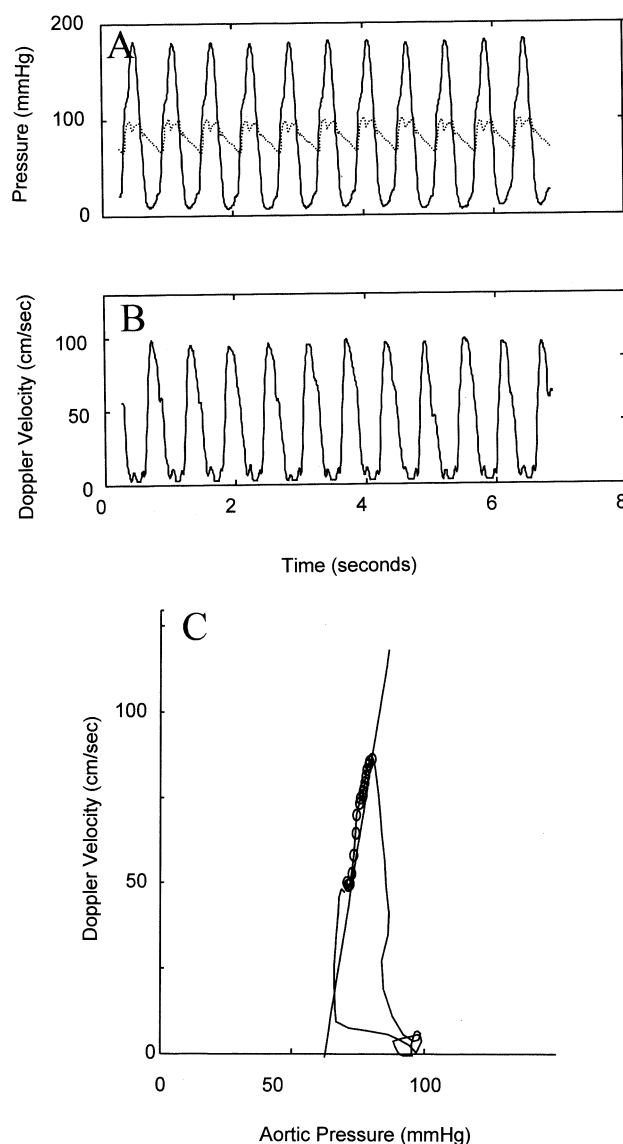 A
200
100
0
Pressure (mmHg)
B
100
50
0
Doppler Velocity (cm/sec)
0 2 4 6 8
Time (seconds)
C
100
50
0
Doppler Velocity (cm/sec)
0 50 100
Aortic Pressure (mmHg)